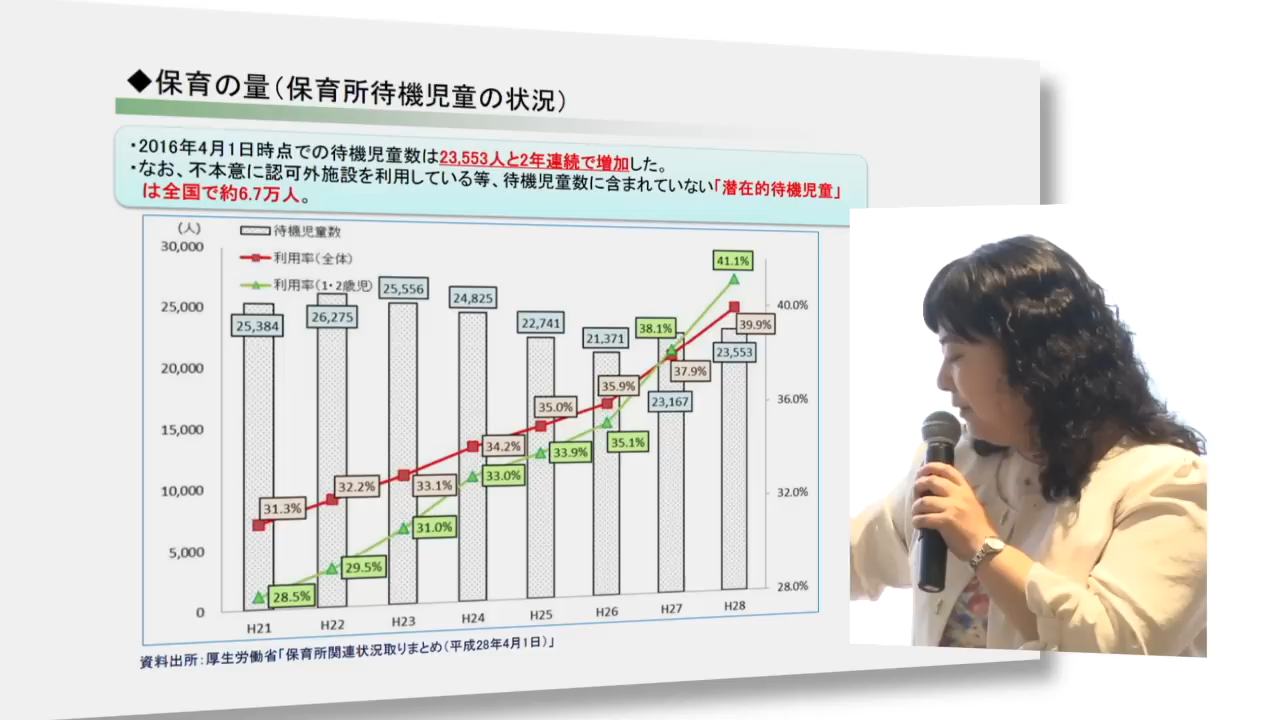 ◆保育の量(保育所待機児童の状況)
・2016年4月1日時点での待機児童数は23,553人と2年連続で増加した。
・なお、不本意に認可外施設を利用している等、待機児童数に含まれていない「潜在的待機児童」
は全国で約6.7万人。
(人)
待機児童数
利用率(全体)
利用率(1・2歳児)
30,000
25,000
20,000
15,000
10,000
5,000
0
40.0%
36.0%
32.0%
28.0%
25,384
26,275
25,556
24,825
22,741
21,371
23,167
23,553
31.3%
32.2%
33.1%
34.2%
35.0%
35.9%
37.9%
39.9%
28.5%
29.5%
31.0%
33.0%
33.9%
35.1%
38.1%
41.1%
H21
H22
H23
H24
H25
H26
H27
H28
資料出所:厚生労働省「保育所関連状況取りまとめ(平成28年4月1日)」